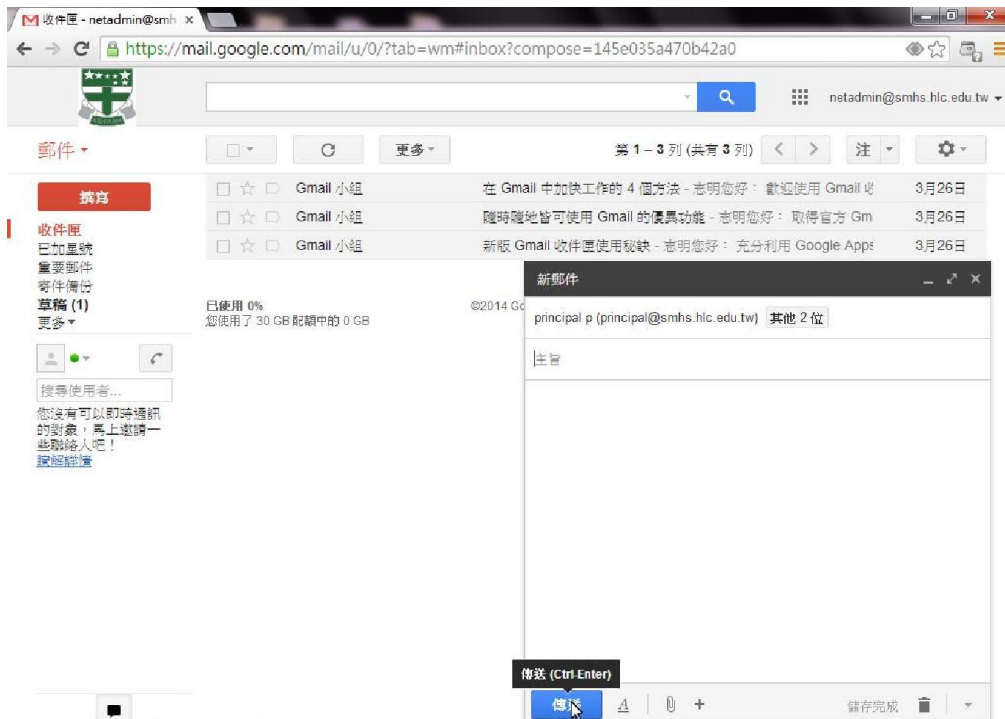 收件匣 - netadmin@smh
https://mail.google.com/mail/u/0/?tab=wm#inbox?compose=145e035a470b42a0
netadmin@smhs.hlc.edu.tw
郵件
更多
第 1 – 3 列 (共有 3 列)
注
撰寫
收件匣
已加星號
重要郵件
寄件備份
草稿 (1)
更多
搜尋使用者...
您沒有可以即時通訊
的對象，馬上邀請一
些聯絡人吧！
瞭解詳情
Gmail 小組 在 Gmail 中加快工作的 4 個方法 - 志明您好： 歡迎使用 Gmail 收 3月26日
Gmail 小組 隨時隨地皆可使用 Gmail 的優異功能 - 志明您好： 取得官方 Gm 3月26日
Gmail 小組 新版 Gmail 收件匣使用秘訣 - 志明您好： 充分利用 Google Apps 3月26日
已使用 0%
您使用了 30 GB 配額中的 0 GB
©2014 Go
新郵件
principal p (principal@smhs.hlc.edu.tw) 其他 2 位
主旨
傳送 (Ctrl-Enter)
傳送
儲存完成